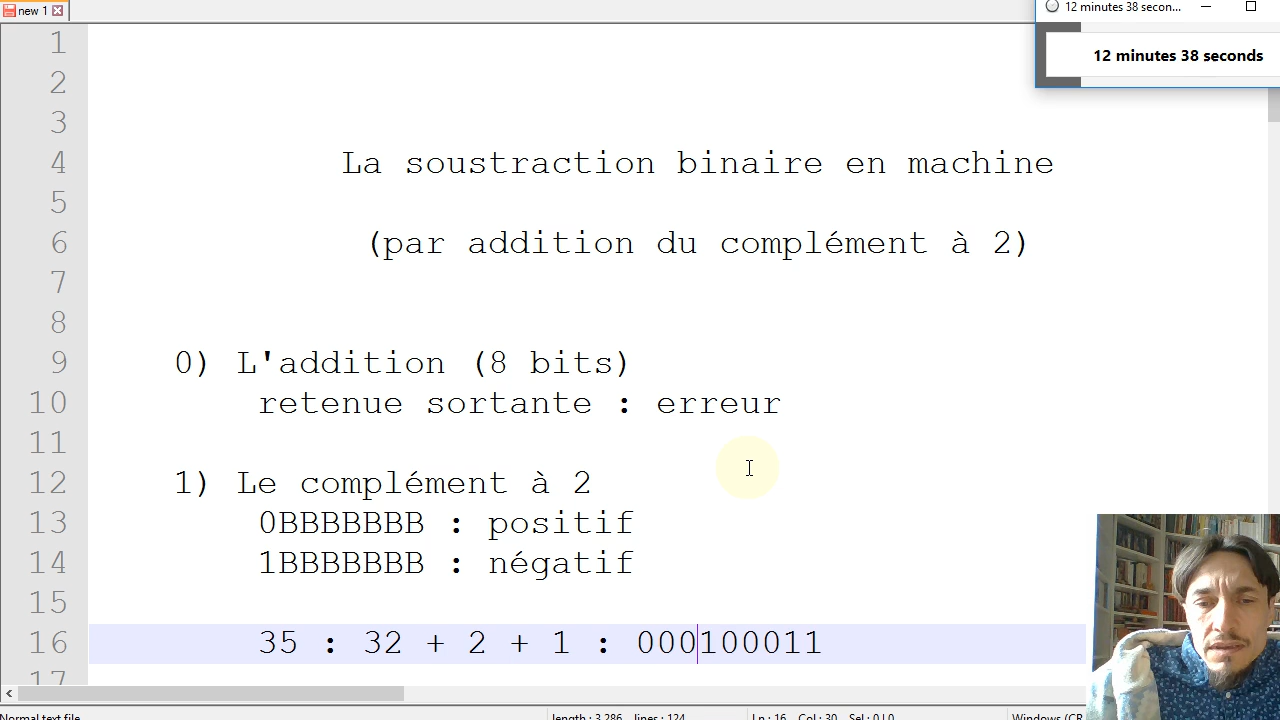 new 1
12 minutes 38 secon...
12 minutes 38 seconds
1
2
3
4 La soustraction binaire en machine
5
6 (par addition du complément à 2)
7
8
9 0) L'addition (8 bits)
10 retenue sortante : erreur
11
12 1) Le complément à 2
13 0BBBBBBB : positif
14 1BBBBBBB : négatif
15
16 35 : 32 + 2 + 1 : 000100011
17
Normal text file length : 3 286 lines : 124 Ln : 16 Col : 30 Sel : 0 | 0 Windows (CR